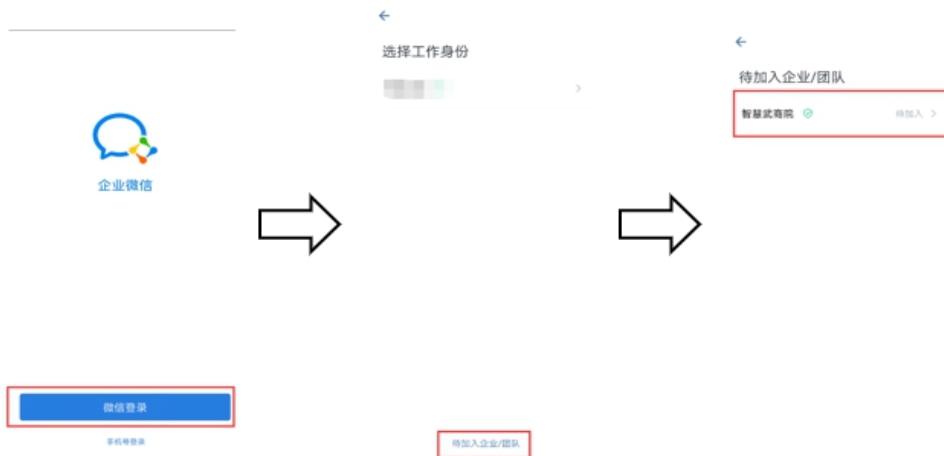 企业微信
微信登录
手机号登录
选择工作身份
待加入企业/团队
待加入企业/团队
智慧武商院
待加入